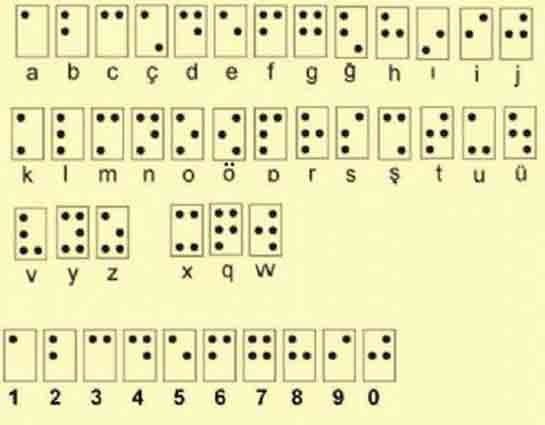 a b c ç d e f g ğ h ı i j
k l m n o ö p r s ş t u ü
v y z x q w
1 2 3 4 5 6 7 8 9 0